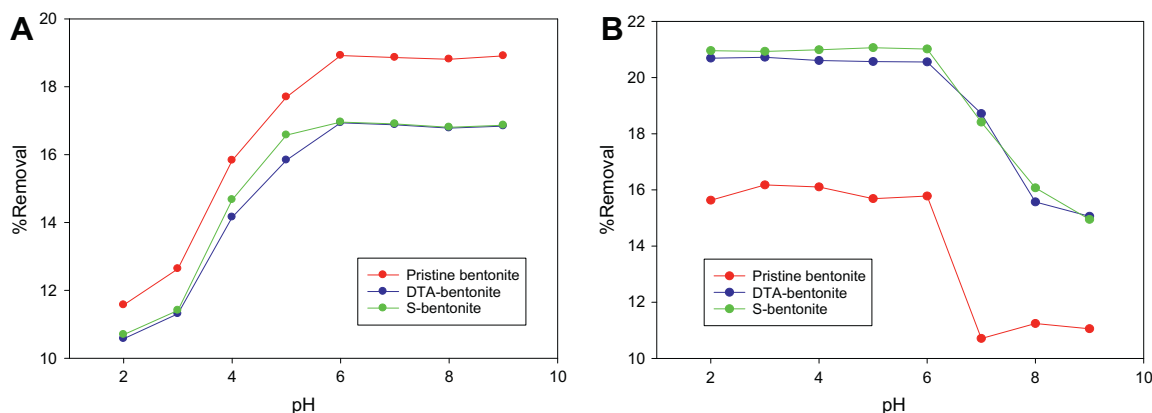 A
%Removal
20
18
16
14
12
10
2
4
6
8
10
pH
Pristine bentonite
DTA-bentonite
S-bentonite
B
%Removal
22
20
18
16
14
12
10
2
4
6
8
10
pH
Pristine bentonite
DTA-bentonite
S-bentonite